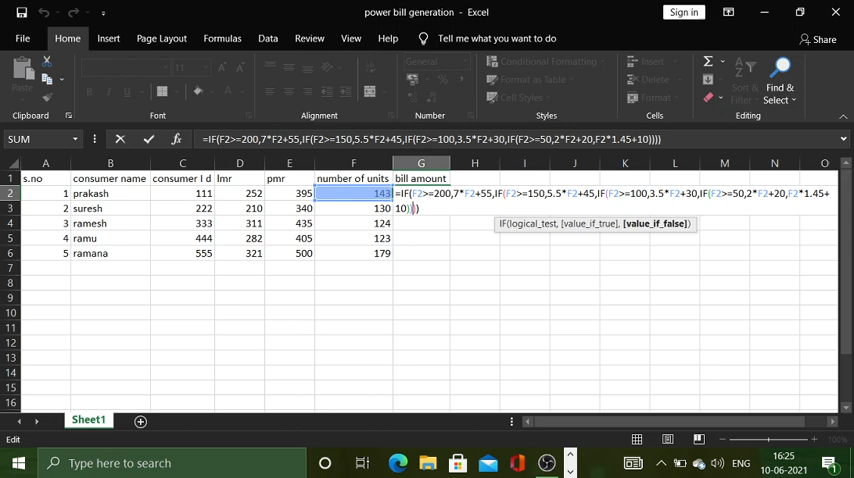 power bill generation - Excel
Sign in
File Home Insert Page Layout Formulas Data Review View Help Tell me what you want to do Share
Paste
11
General
Conditional Formatting
Format as Table
Cell Styles
Insert
Delete
Format
Sort &
Filter
Find &
Select
Clipboard Font Alignment Number Styles Cells Editing
SUM =IF(F2>=200,7*F2+55,IF(F2>=150,5.5*F2+45,IF(F2>=100,3.5*F2+30,IF(F2>=50,2*F2+20,F2*1.45+10))))
A B C D E F G H I J K L M N O
1 s.no consumer name consumer I d lmr pmr number of units bill amount
2 1 prakash 111 252 395 143 =IF(F2>=200,7*F2+55,IF(F2>=150,5.5*F2+45,IF(F2>=100,3.5*F2+30,IF(F2>=50,2*F2+20,F2*1.45+
3 2 suresh 222 210 340 130 10))))
4 3 ramesh 333 311 435 124 IF(logical_test, [value_if_true], [value_if_false])
5 4 ramu 444 282 405 123
6 5 ramana 555 321 500 179
7
8
9
10
11
12
13
14
15
16
Sheet1
Edit 100%
Type here to search
ENG
16:25
10-06-2021
1